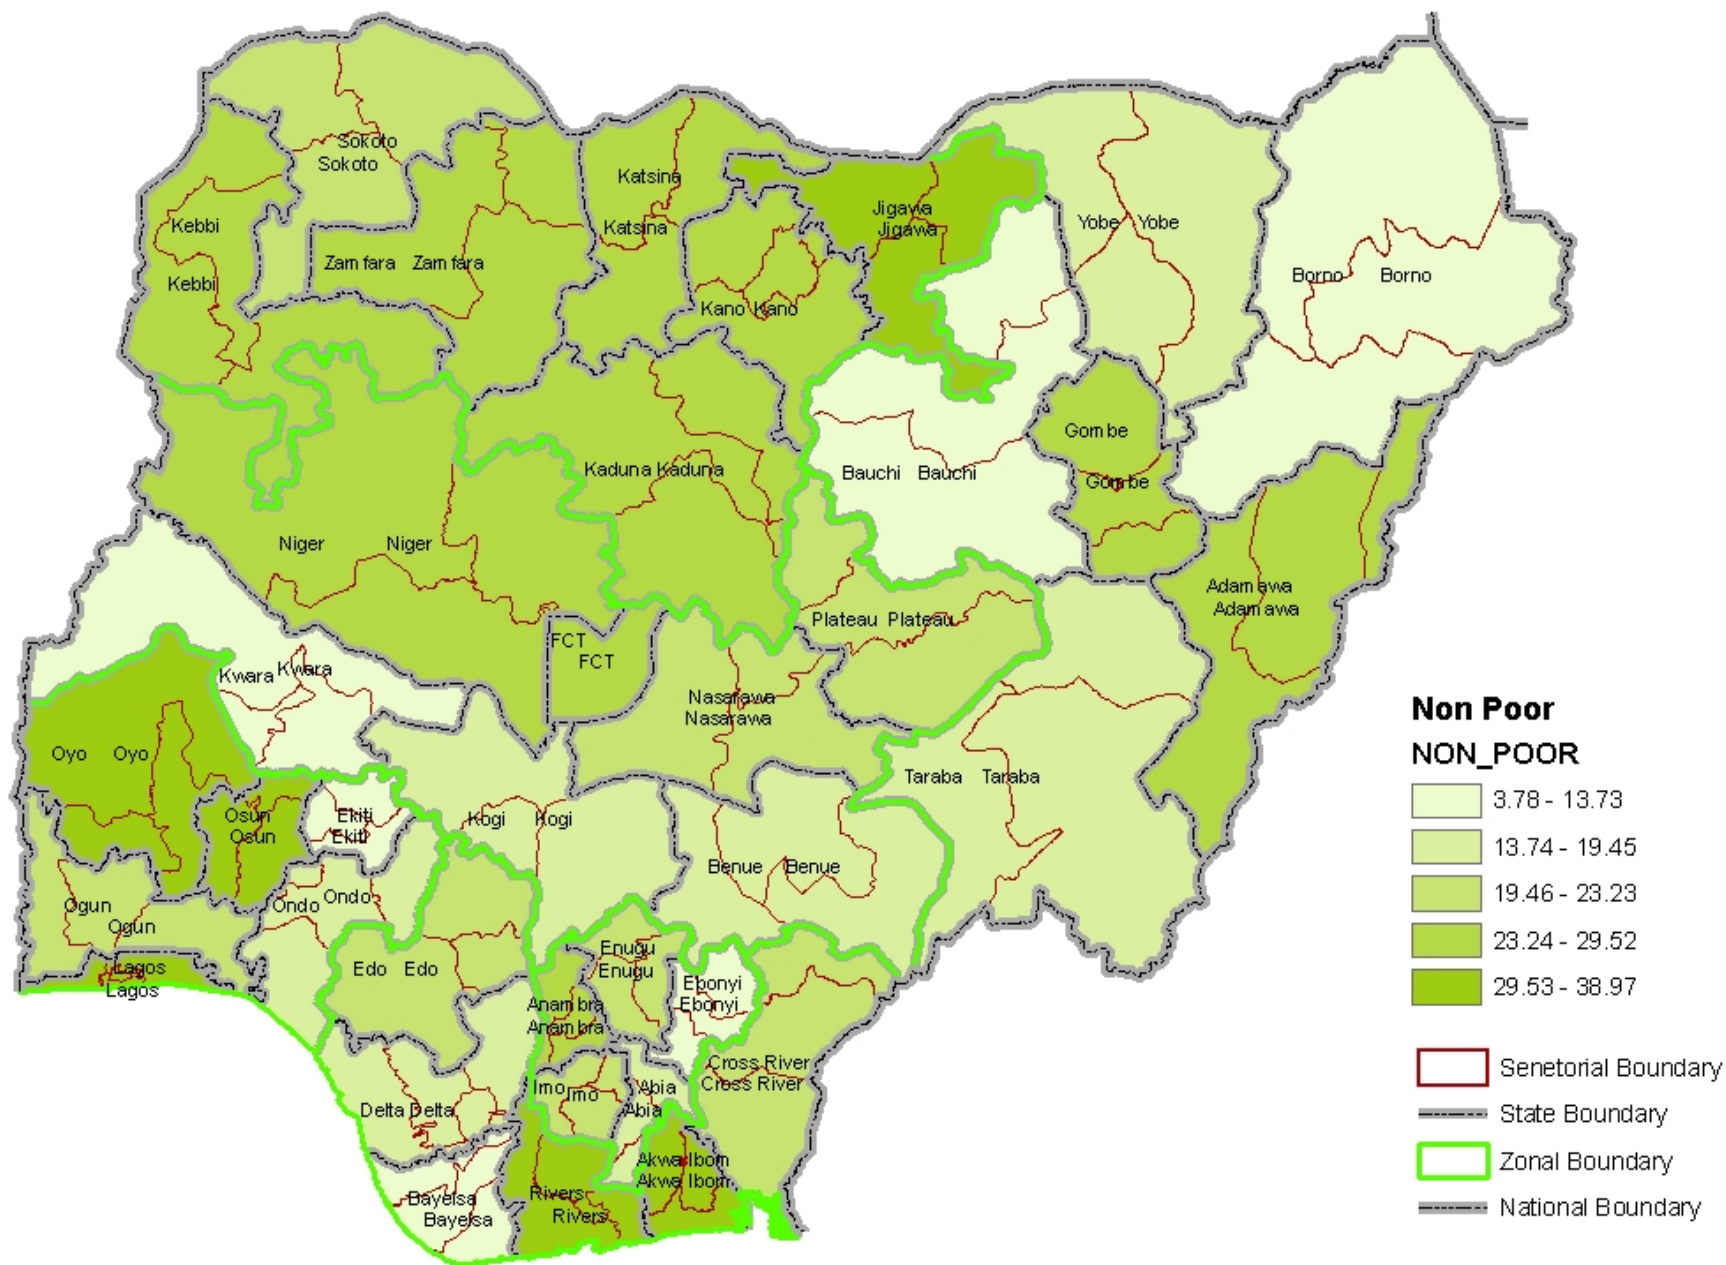 Sokoto
Sokoto
Katsina
Katsina
Kebbi
Kebbi
Zamfara Zamfara
Jigawa
Jigawa
Yobe Yobe
Borno Borno
Kano Kano
Gombe
Gombe
Kaduna Kaduna
Bauchi Bauchi
Niger Niger
Adamawa
Adamawa
Plateau Plateau
FCT
FCT
Kwara Kwara
Nasarawa
Nasarawa
Oyo Oyo
Taraba Taraba
Osun
Osun
Ekiti
Ekiti
Kogi Kogi
Benue Benue
Ondo Ondo
Ogun
Ogun
Enugu
Enugu
Edo Edo
Lagos
Lagos
Ebonyi
Ebonyi
Anambra
Anambra
Cross River
Cross River
Imo Imo
Abia
Abia
Delta Delta
Akwa Ibom
Akwa Ibom
Bayelsa
Bayelsa
Rivers
Rivers
Non Poor
NON_POOR
3.78 - 13.73
13.74 - 19.45
19.46 - 23.23
23.24 - 29.52
29.53 - 38.97
Senetorial Boundary
State Boundary
Zonal Boundary
National Boundary